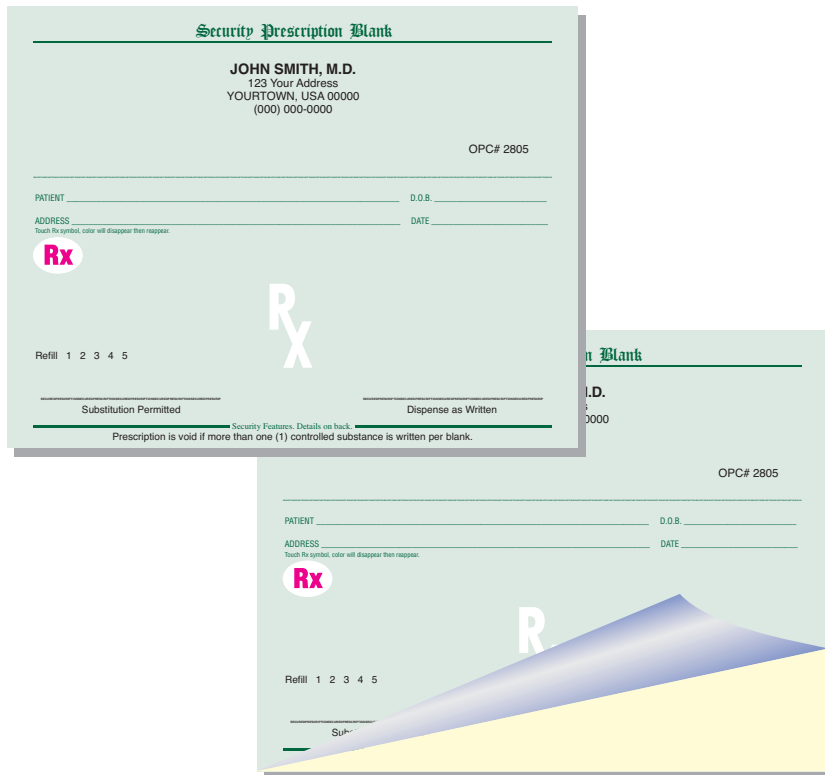 Security Prescription Blank
JOHN SMITH, M.D.
123 Your Address
YOURTOWN, USA 00000
(000) 000-0000
OPC# 2805
PATIENT D.O.B.
ADDRESS DATE
Touch Rx symbol, color will disappear then reappear.
Rx
Rx
Refill 1 2 3 4 5
Substitution Permitted Dispense as Written
Security Features. Details on back.
Prescription is void if more than one (1) controlled substance is written per blank.
n Blank
.D.
s
0000
OPC# 2805
PATIENT D.O.B.
ADDRESS DATE
Touch Rx symbol, color will disappear then reappear.
Rx
R
Refill 1 2 3 4 5
Sub